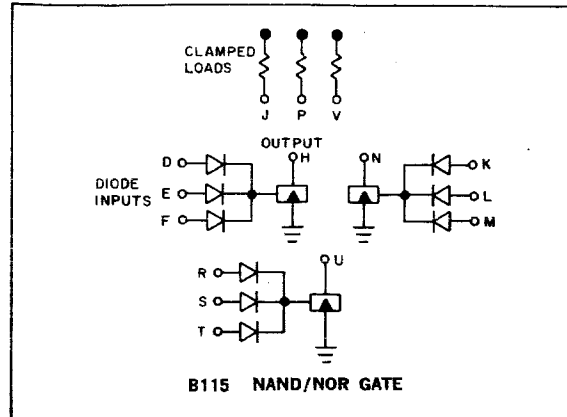 CLAMPED
LOADS
J P V
OUTPUT
D H N K
DIODE
INPUTS
E L
F M
R U
S
T
B115 NAND/NOR GATE